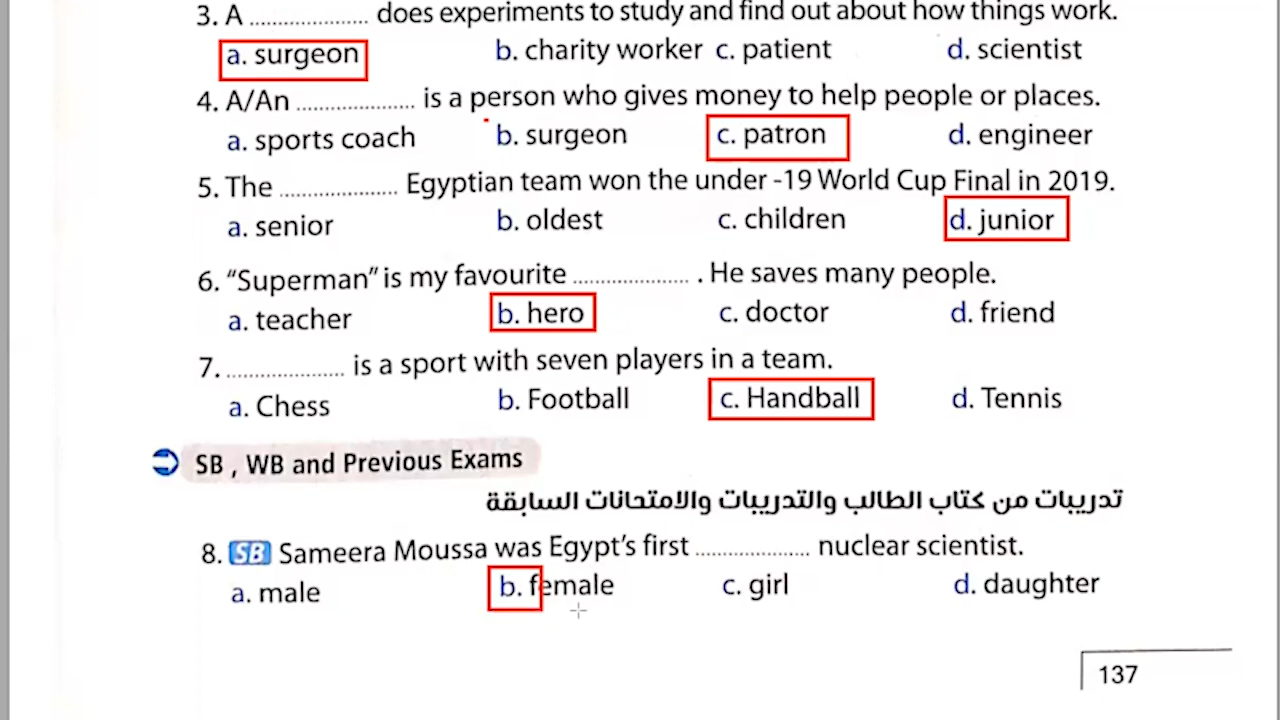 3. A .................... does experiments to study and find out about how things work.
a. surgeon b. charity worker c. patient d. scientist
4. A/An .................... is a person who gives money to help people or places.
a. sports coach b. surgeon c. patron d. engineer
5. The .................... Egyptian team won the under -19 World Cup Final in 2019.
a. senior b. oldest c. children d. junior
6. “Superman” is my favourite .................... . He saves many people.
a. teacher b. hero c. doctor d. friend
7. .................... is a sport with seven players in a team.
a. Chess b. Football c. Handball d. Tennis
SB , WB and Previous Exams
تدريبات من كتاب الطالب والتدريبات والامتحانات السابقة
8. SB Sameera Moussa was Egypt’s first .................... nuclear scientist.
a. male b. female c. girl d. daughter
137